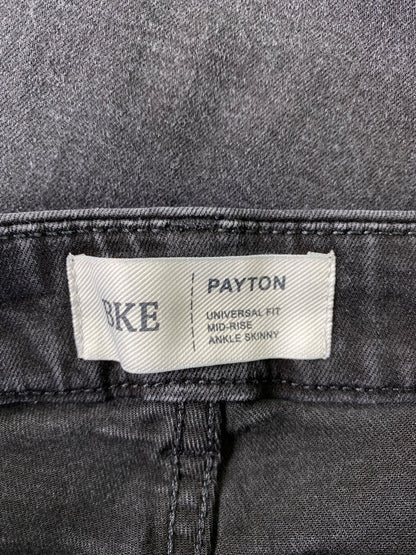 BKE
PAYTON
UNIVERSAL FIT
MID-RISE
ANKLE SKINNY